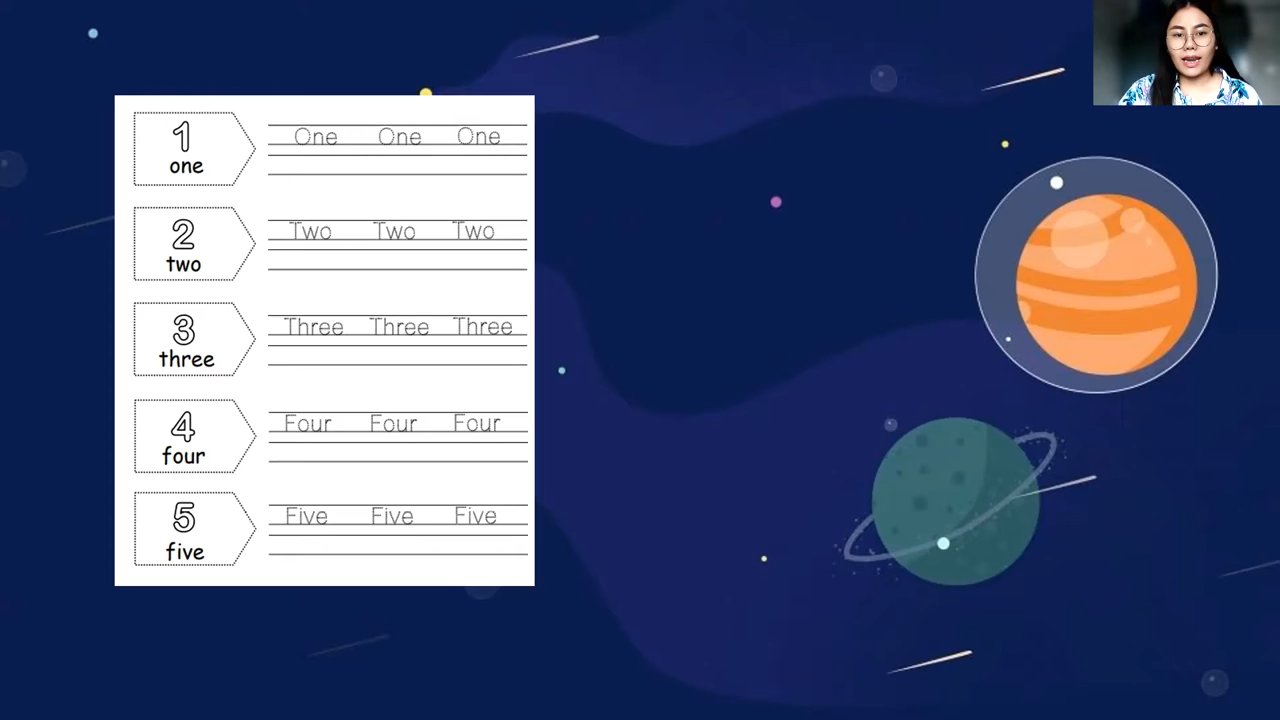 1
one
One One One
2
two
Two Two Two
3
three
Three Three Three
4
four
Four Four Four
5
five
Five Five Five